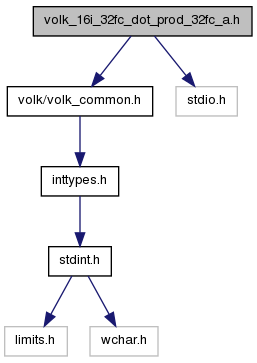 volk_16i_32fc_dot_prod_32fc_a.h
volk/volk_common.h
stdio.h
inttypes.h
stdint.h
limits.h
wchar.h